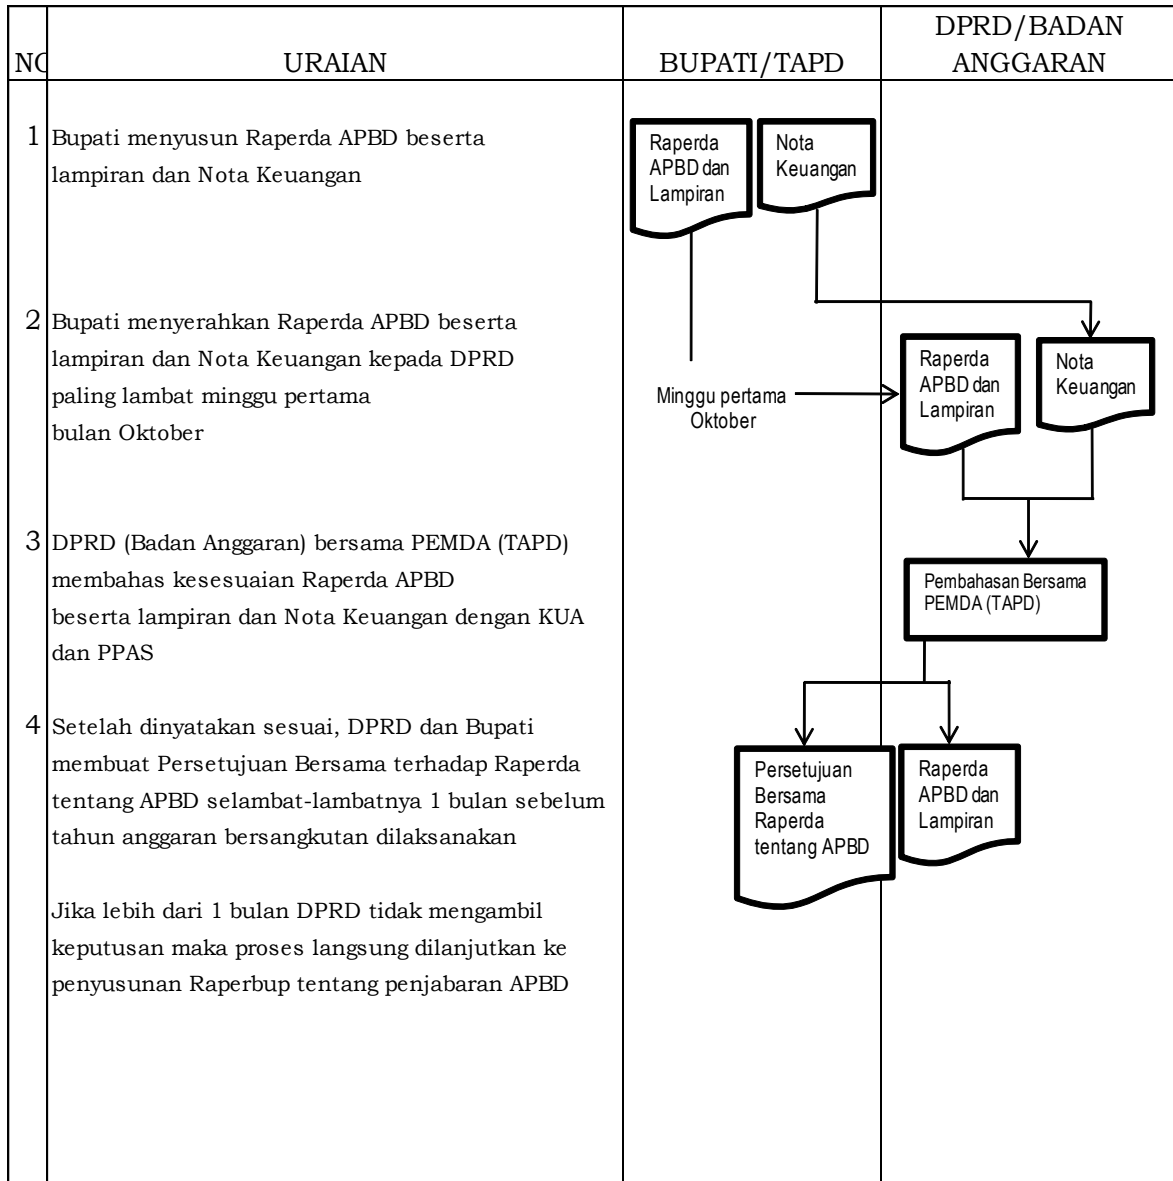 NO
URAIAN
BUPATI/TAPD
DPRD/BADAN
ANGGARAN
1
Bupati menyusun Raperda APBD beserta
lampiran dan Nota Keuangan
Raperda
APBD dan
Lampiran
Nota
Keuangan
2
Bupati menyerahkan Raperda APBD beserta
lampiran dan Nota Keuangan kepada DPRD
paling lambat minggu pertama
bulan Oktober
Minggu pertama
Oktober
Raperda
APBD dan
Lampiran
Nota
Keuangan
3
DPRD (Badan Anggaran) bersama PEMDA (TAPD)
membahas kesesuaian Raperda APBD
beserta lampiran dan Nota Keuangan dengan KUA
dan PPAS
Pembahasan Bersama
PEMDA (TAPD)
4
Setelah dinyatakan sesuai, DPRD dan Bupati
membuat Persetujuan Bersama terhadap Raperda
tentang APBD selambat-lambatnya 1 bulan sebelum
tahun anggaran bersangkutan dilaksanakan
Persetujuan
Bersama
Raperda
tentang APBD
Raperda
APBD dan
Lampiran
Jika lebih dari 1 bulan DPRD tidak mengambil
keputusan maka proses langsung dilanjutkan ke
penyusunan Raperbup tentang penjabaran APBD